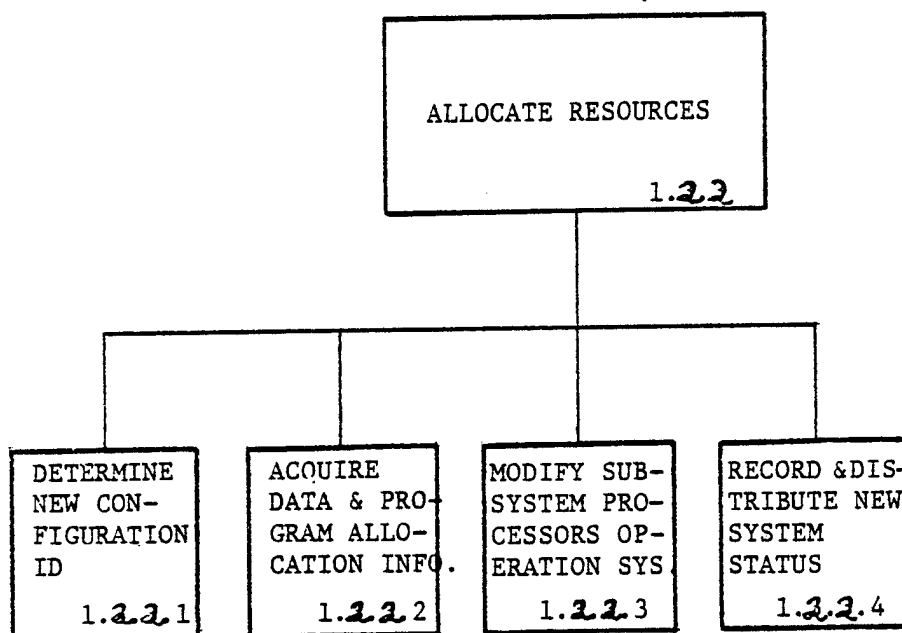 ALLOCATE RESOURCES
1.2.2
DETERMINE
NEW CON-
FIGURATION
ID
1.2.2.1
ACQUIRE
DATA & PRO-
GRAM ALLO-
CATION INFO.
1.2.2.2
MODIFY SUB-
SYSTEM PRO-
CESSORS OP-
ERATION SYS.
1.2.2.3
RECORD &DIS-
TRIBUTE NEW
SYSTEM
STATUS
1.2.2.4